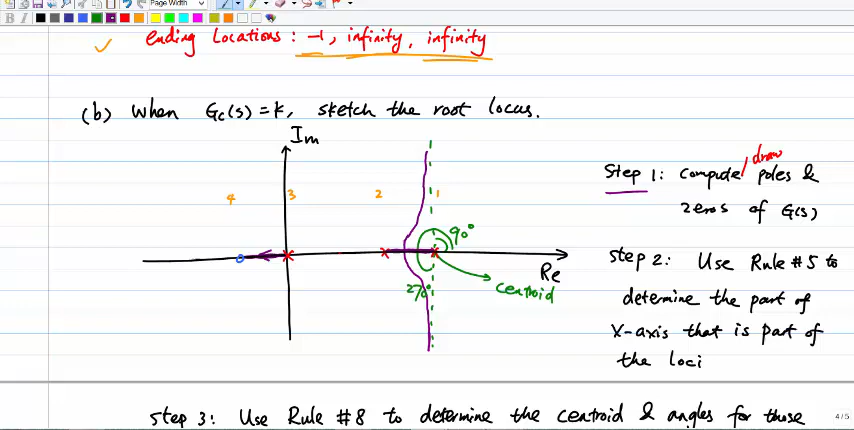 Page Width
B I
ending Locations : -1, infinity, infinity
(b) When Gc(s) = k, sketch the root locus.
Im
4 3 2 1
90°
Re
270°
centroid
Step 1: Compute/draw poles &
zeros of G(s)
Step 2: Use Rule #5 to
determine the part of
X-axis that is part of
the loci
4/5
step 3: Use Rule #8 to determine the centroid & angles for those